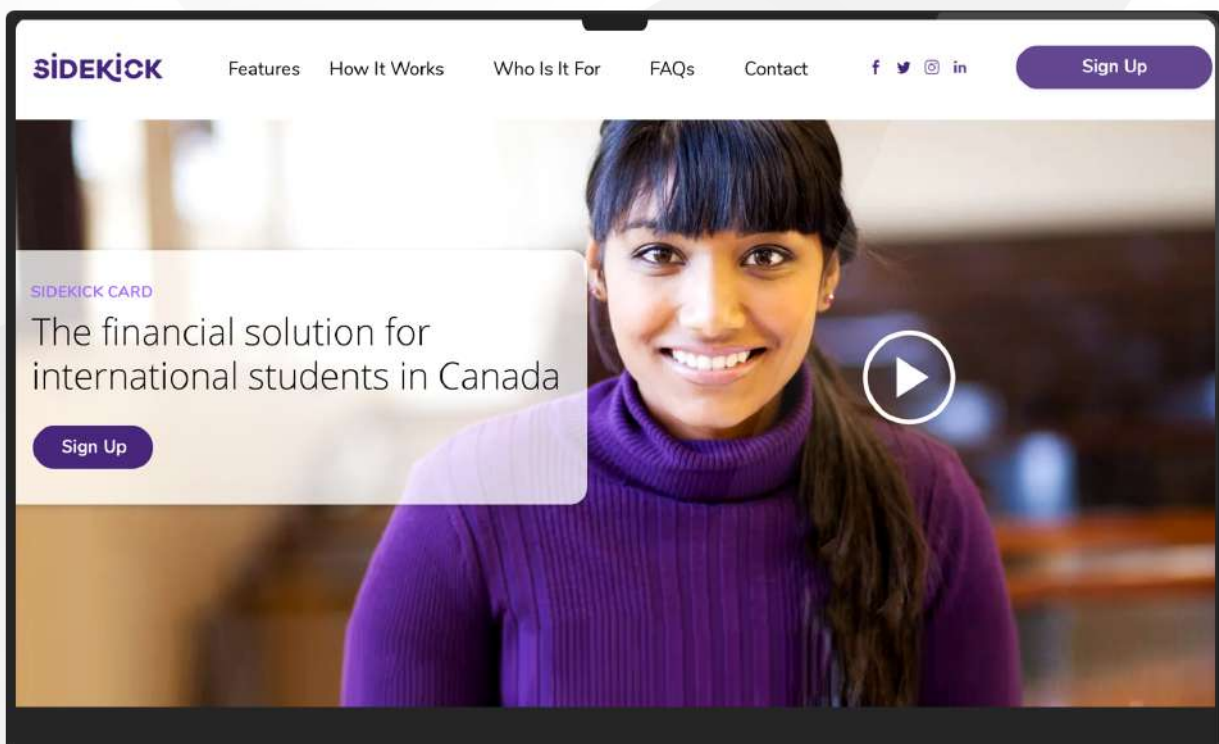 SIDEKICK
Features How It Works Who Is It For FAQs Contact f in Sign Up
SIDEKICK CARD
The financial solution for
international students in Canada
Sign Up